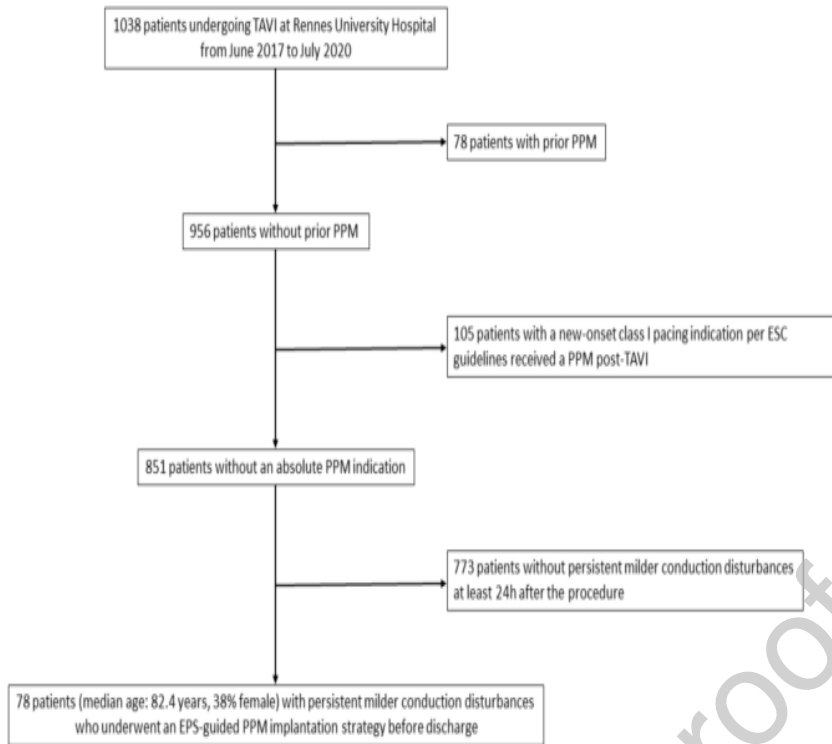 1038 patients undergoing TAVI at Rennes University Hospital
from June 2017 to July 2020
78 patients with prior PPM
956 patients without prior PPM
105 patients with a new-onset class I pacing indication per ESC
guidelines received a PPM post-TAVI
851 patients without an absolute PPM indication
773 patients without persistent milder conduction disturbances
at least 24h after the procedure
78 patients (median age: 82.4 years, 38% female) with persistent milder conduction disturbances
who underwent an EPS-guided PPM implantation strategy before discharge
roof